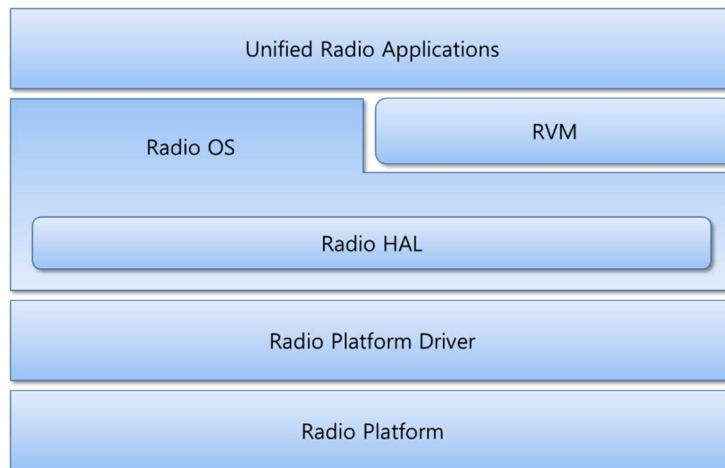 Unified Radio Applications
Radio OS
RVM
Radio HAL
Radio Platform Driver
Radio Platform